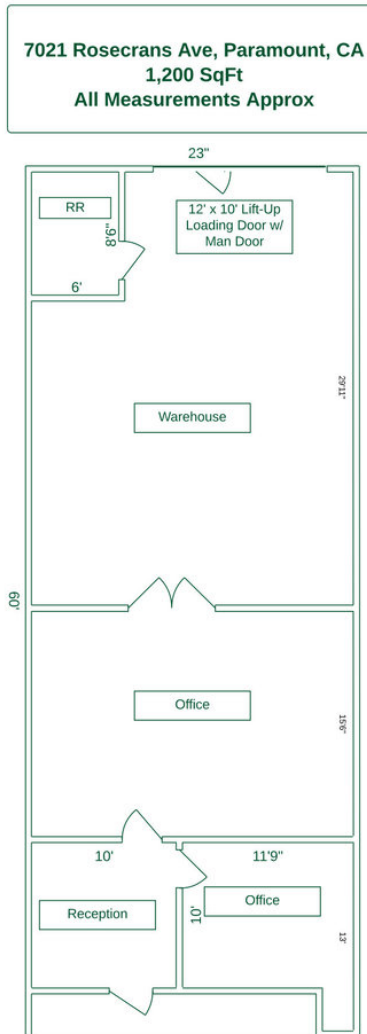 7021 Rosecrans Ave, Paramount, CA
1,200 SqFt
All Measurements Approx
23"
RR
8'6"
6'
12' x 10' Lift-Up
Loading Door w/
Man Door
29'11"
Warehouse
60'
Office
15'6"
10'
11'9"
Reception
10'
Office
13'